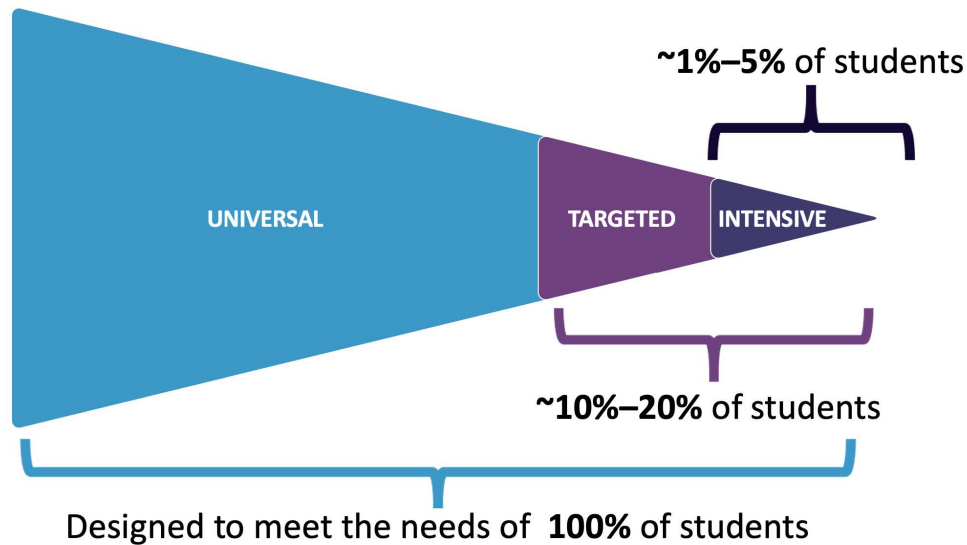 ~1%–5% of students
UNIVERSAL
TARGETED
INTENSIVE
~10%–20% of students
Designed to meet the needs of 100% of students